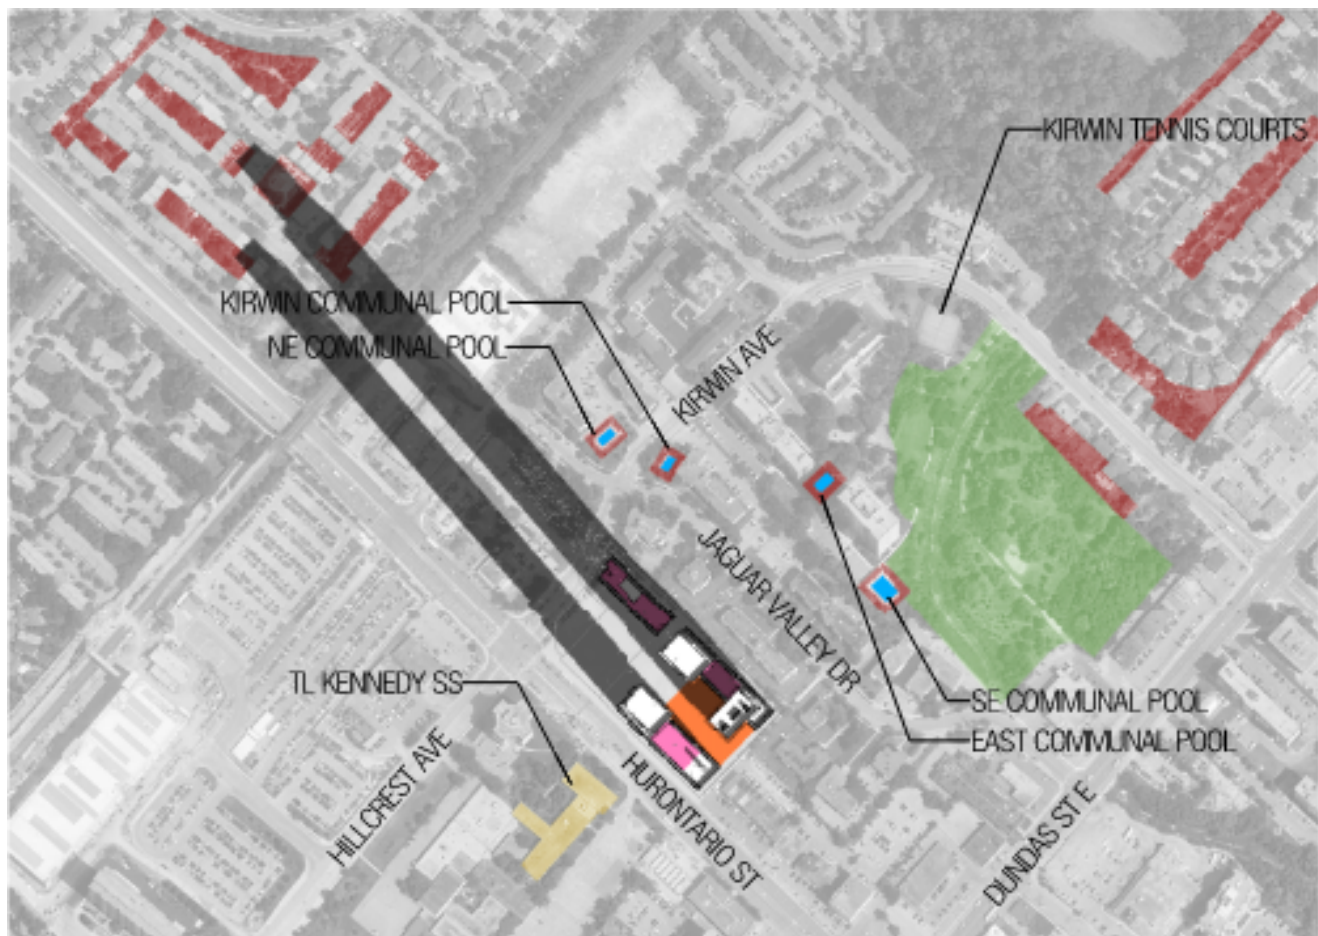 KIRWIN TENNIS COURTS
KIRWIN COMMUNAL POOL
NE COMMUNAL POOL
KIRWIN AVE
JAGUAR VALLEY DR
TL KENNEDY SS
SE COMMUNAL POOL
EAST COMMUNAL POOL
HILLCREST AVE
HURONTARIO ST
DUNDAS ST E